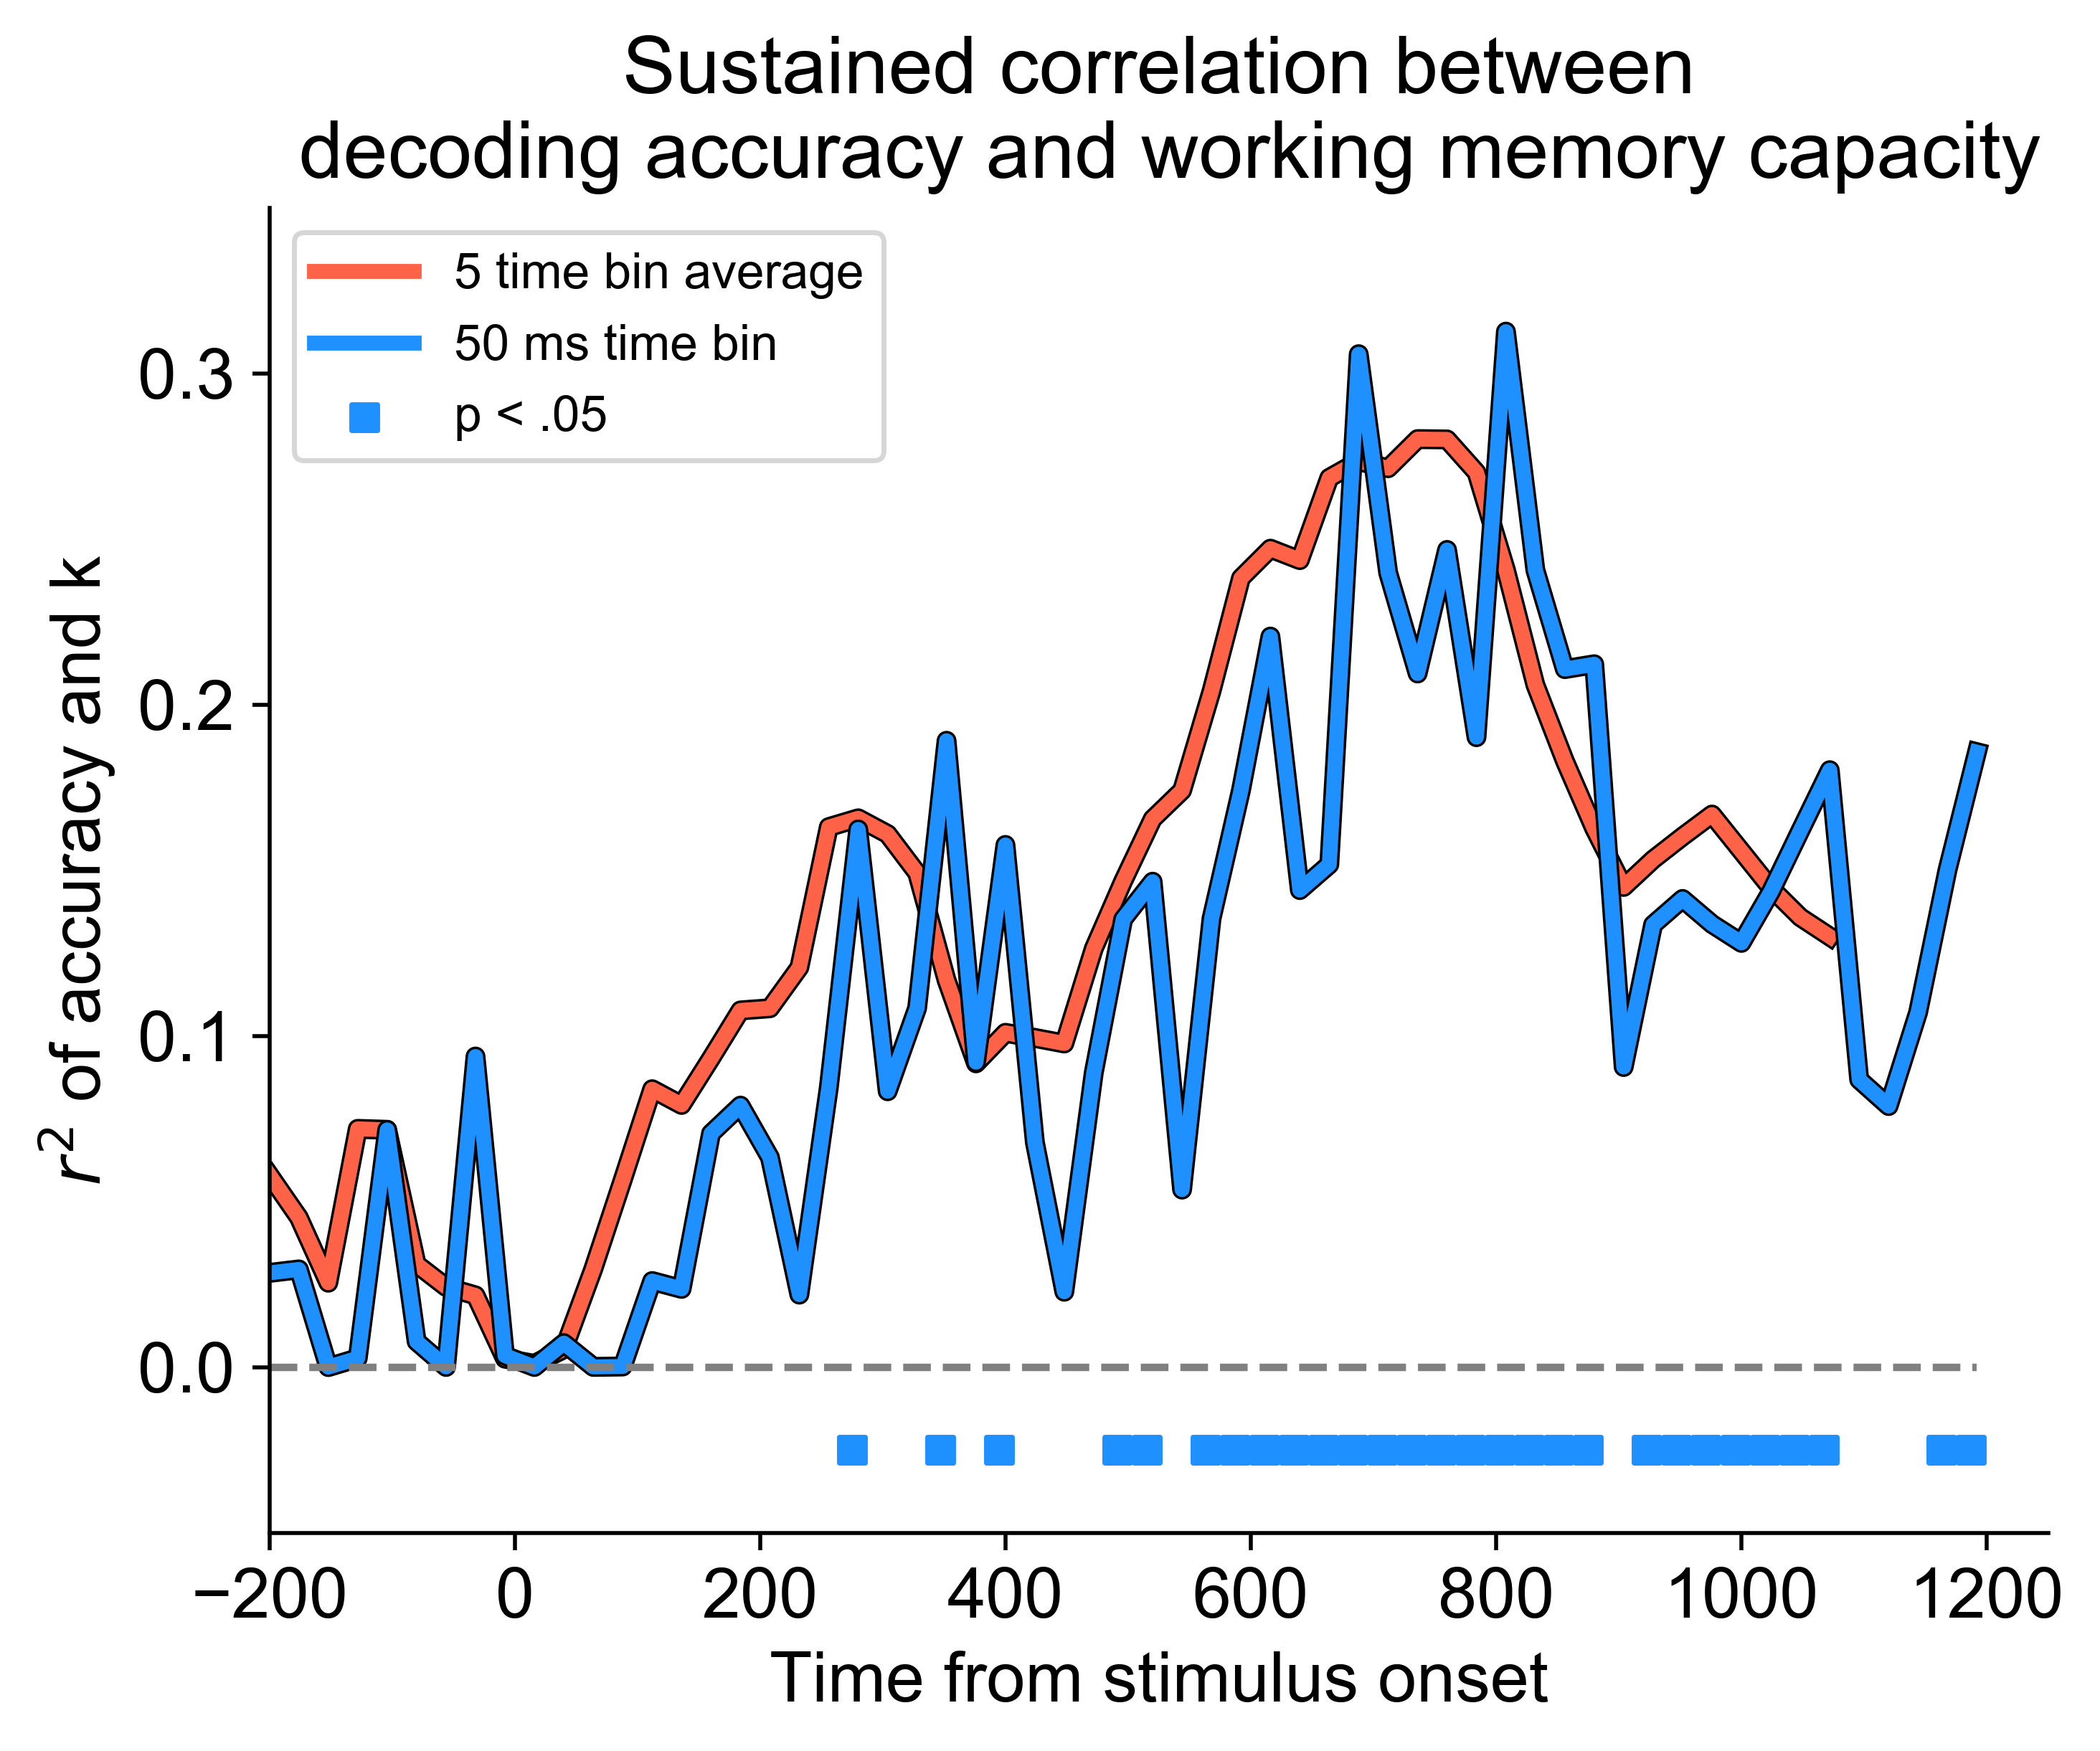 Sustained correlation between
decoding accuracy and working memory capacity
5 time bin average
50 ms time bin
p < .05
r² of accuracy and k
0.3
0.2
0.1
0.0
−200 0 200 400 600 800 1000 1200
Time from stimulus onset